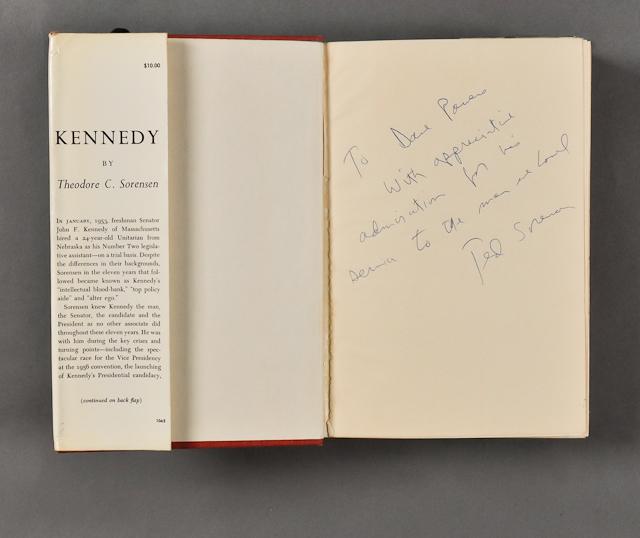 $10.00
KENNEDY
BY
Theodore C. Sorensen
IN JANUARY, 1953, freshman Senator
John F. Kennedy of Massachusetts
hired a 24-year-old Unitarian from
Nebraska as his Number Two legisla-
tive assistant—on a trial basis. Despite
the differences in their backgrounds,
Sorensen in the eleven years that fol-
lowed became known as Kennedy's
"intellectual blood-bank," "top policy
aide" and "alter ego."
Sorensen knew Kennedy the man,
the Senator, the candidate and the
President as no other associate did
throughout these eleven years. He was
with him during the key crises and
turning points—including the spec-
tacular race for the Vice Presidency
at the 1956 convention, the launching
of Kennedy's Presidential candidacy,
(continued on back flap)
1065
To Dave Powers
With appreciative
admiration for his
service to the man we loved
Ted Sorensen